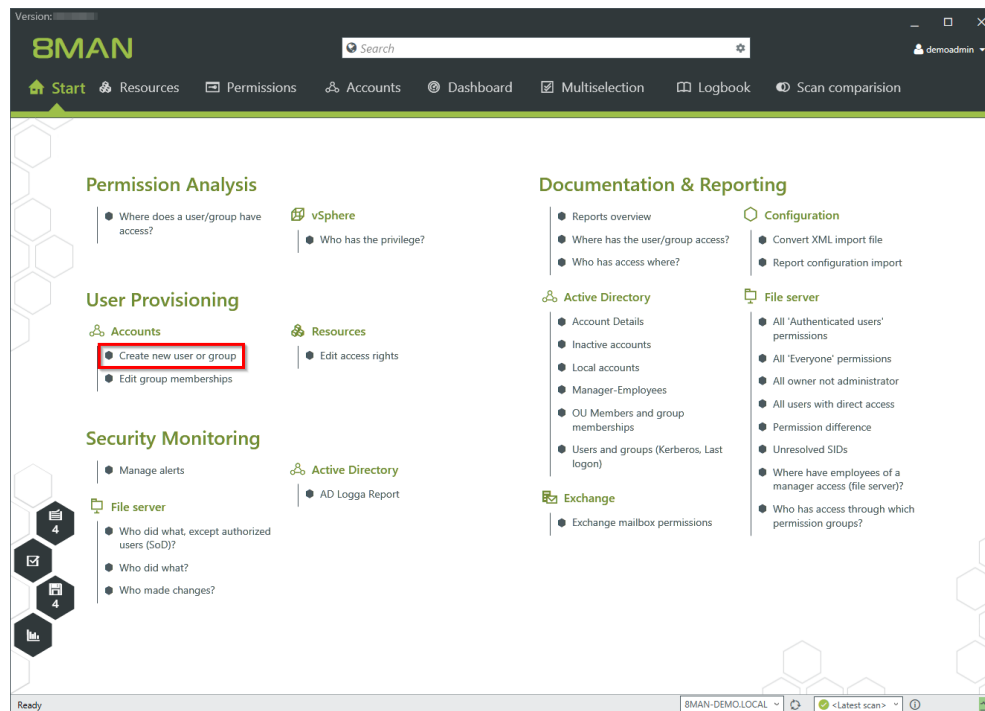 Version:
8MAN
Search
demoadmin
Start Resources Permissions Accounts Dashboard Multiselection Logbook Scan comparision
Permission Analysis
Where does a user/group have
access?
vSphere
Who has the privilege?
User Provisioning
Accounts
Create new user or group
Edit group memberships
Resources
Edit access rights
Security Monitoring
Manage alerts
File server
Who did what, except authorized
users (SoD)?
Who did what?
Who made changes?
Active Directory
AD Logga Report
Documentation & Reporting
Reports overview
Where has the user/group access?
Who has access where?
Configuration
Convert XML import file
Report configuration import
Active Directory
Account Details
Inactive accounts
Local accounts
Manager-Employees
OU Members and group
memberships
Users and groups (Kerberos, Last
logon)
Exchange
Exchange mailbox permissions
File server
All 'Authenticated users'
permissions
All 'Everyone' permissions
All owner not administrator
All users with direct access
Permission difference
Unresolved SIDs
Where have employees of a
manager access (file server)?
Who has access through which
permission groups?
4
4
Ready
8MAN-DEMO.LOCAL
<Latest scan>